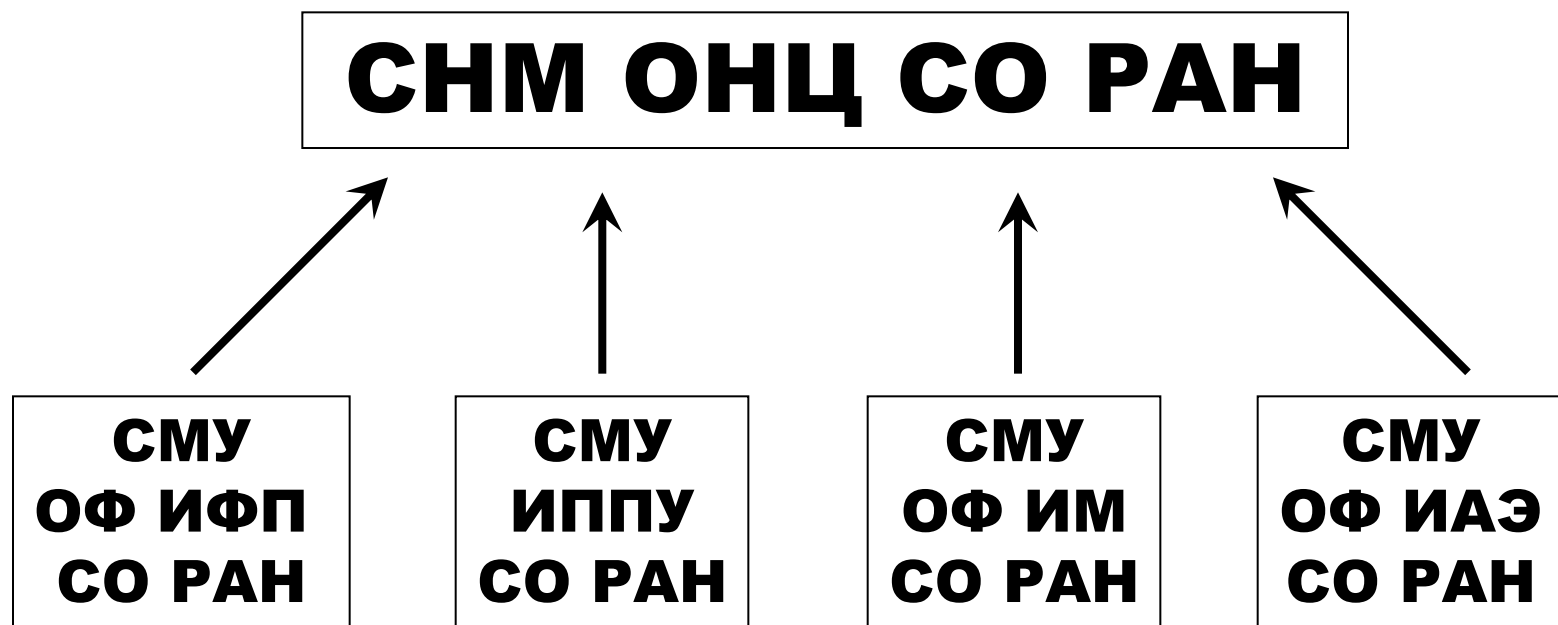 СНМ ОНЦ СО РАН
СМУ
ОФ ИФП
СО РАН
СМУ
ИППУ
СО РАН
СМУ
ОФ ИМ
СО РАН
СМУ
ОФ ИАЭ
СО РАН